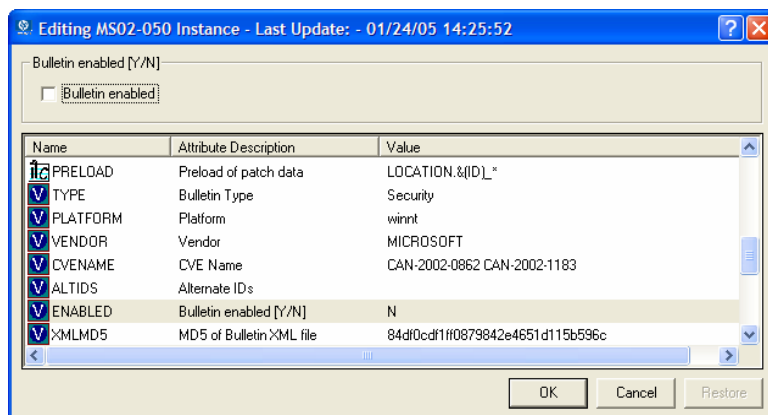 Editing MS02-050 Instance - Last Update: - 01/24/05 14:25:52
Bulletin enabled [Y/N]
Bulletin enabled
Name Attribute Description Value
PRELOAD Preload of patch data LOCATION.&(ID)_*
V TYPE Bulletin Type Security
V PLATFORM Platform winnt
V VENDOR Vendor MICROSOFT
V CVENAME CVE Name CAN-2002-0862 CAN-2002-1183
V ALTIDS Alternate IDs
V ENABLED Bulletin enabled [Y/N] N
V XMLMD5 MD5 of Bulletin XML file 84df0cdf1ff0879842e4651d115b596c
OK Cancel Restore